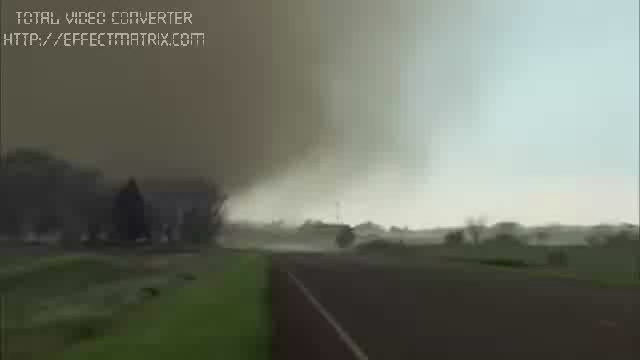 TOTAL VIDEO CONVERTER
HTTP://EFFECTMATRIX.COM